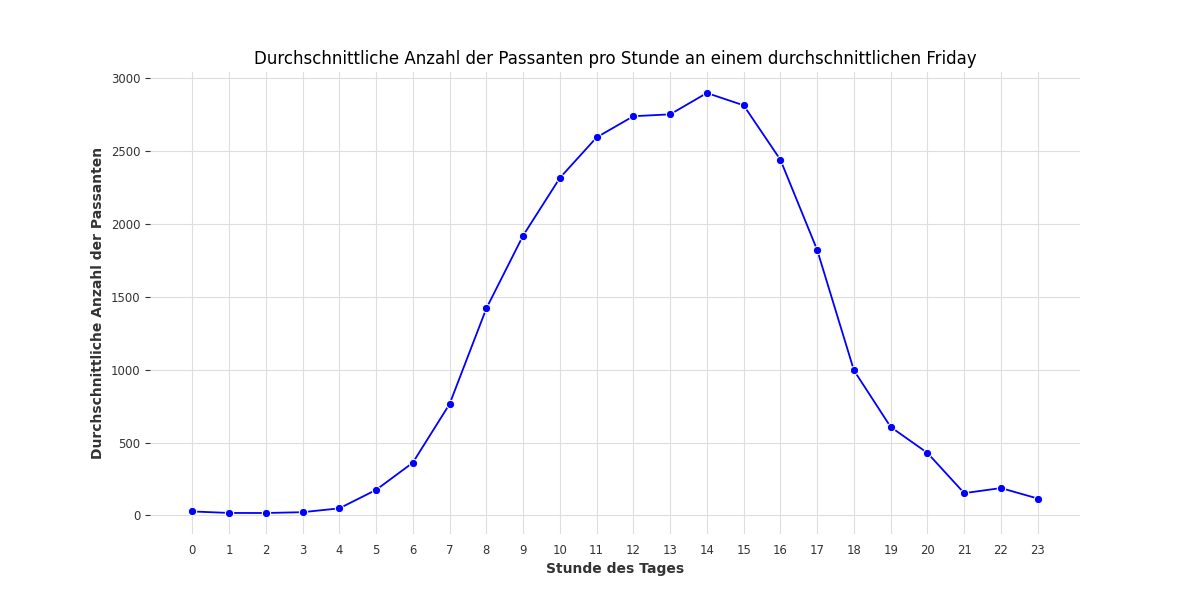 Durchschnittliche Anzahl der Passanten pro Stunde an einem durchschnittlichen Friday
Durchschnittliche Anzahl der Passanten
3000
2500
2000
1500
1000
500
0
0 1 2 3 4 5 6 7 8 9 10 11 12 13 14 15 16 17 18 19 20 21 22 23
Stunde des Tages